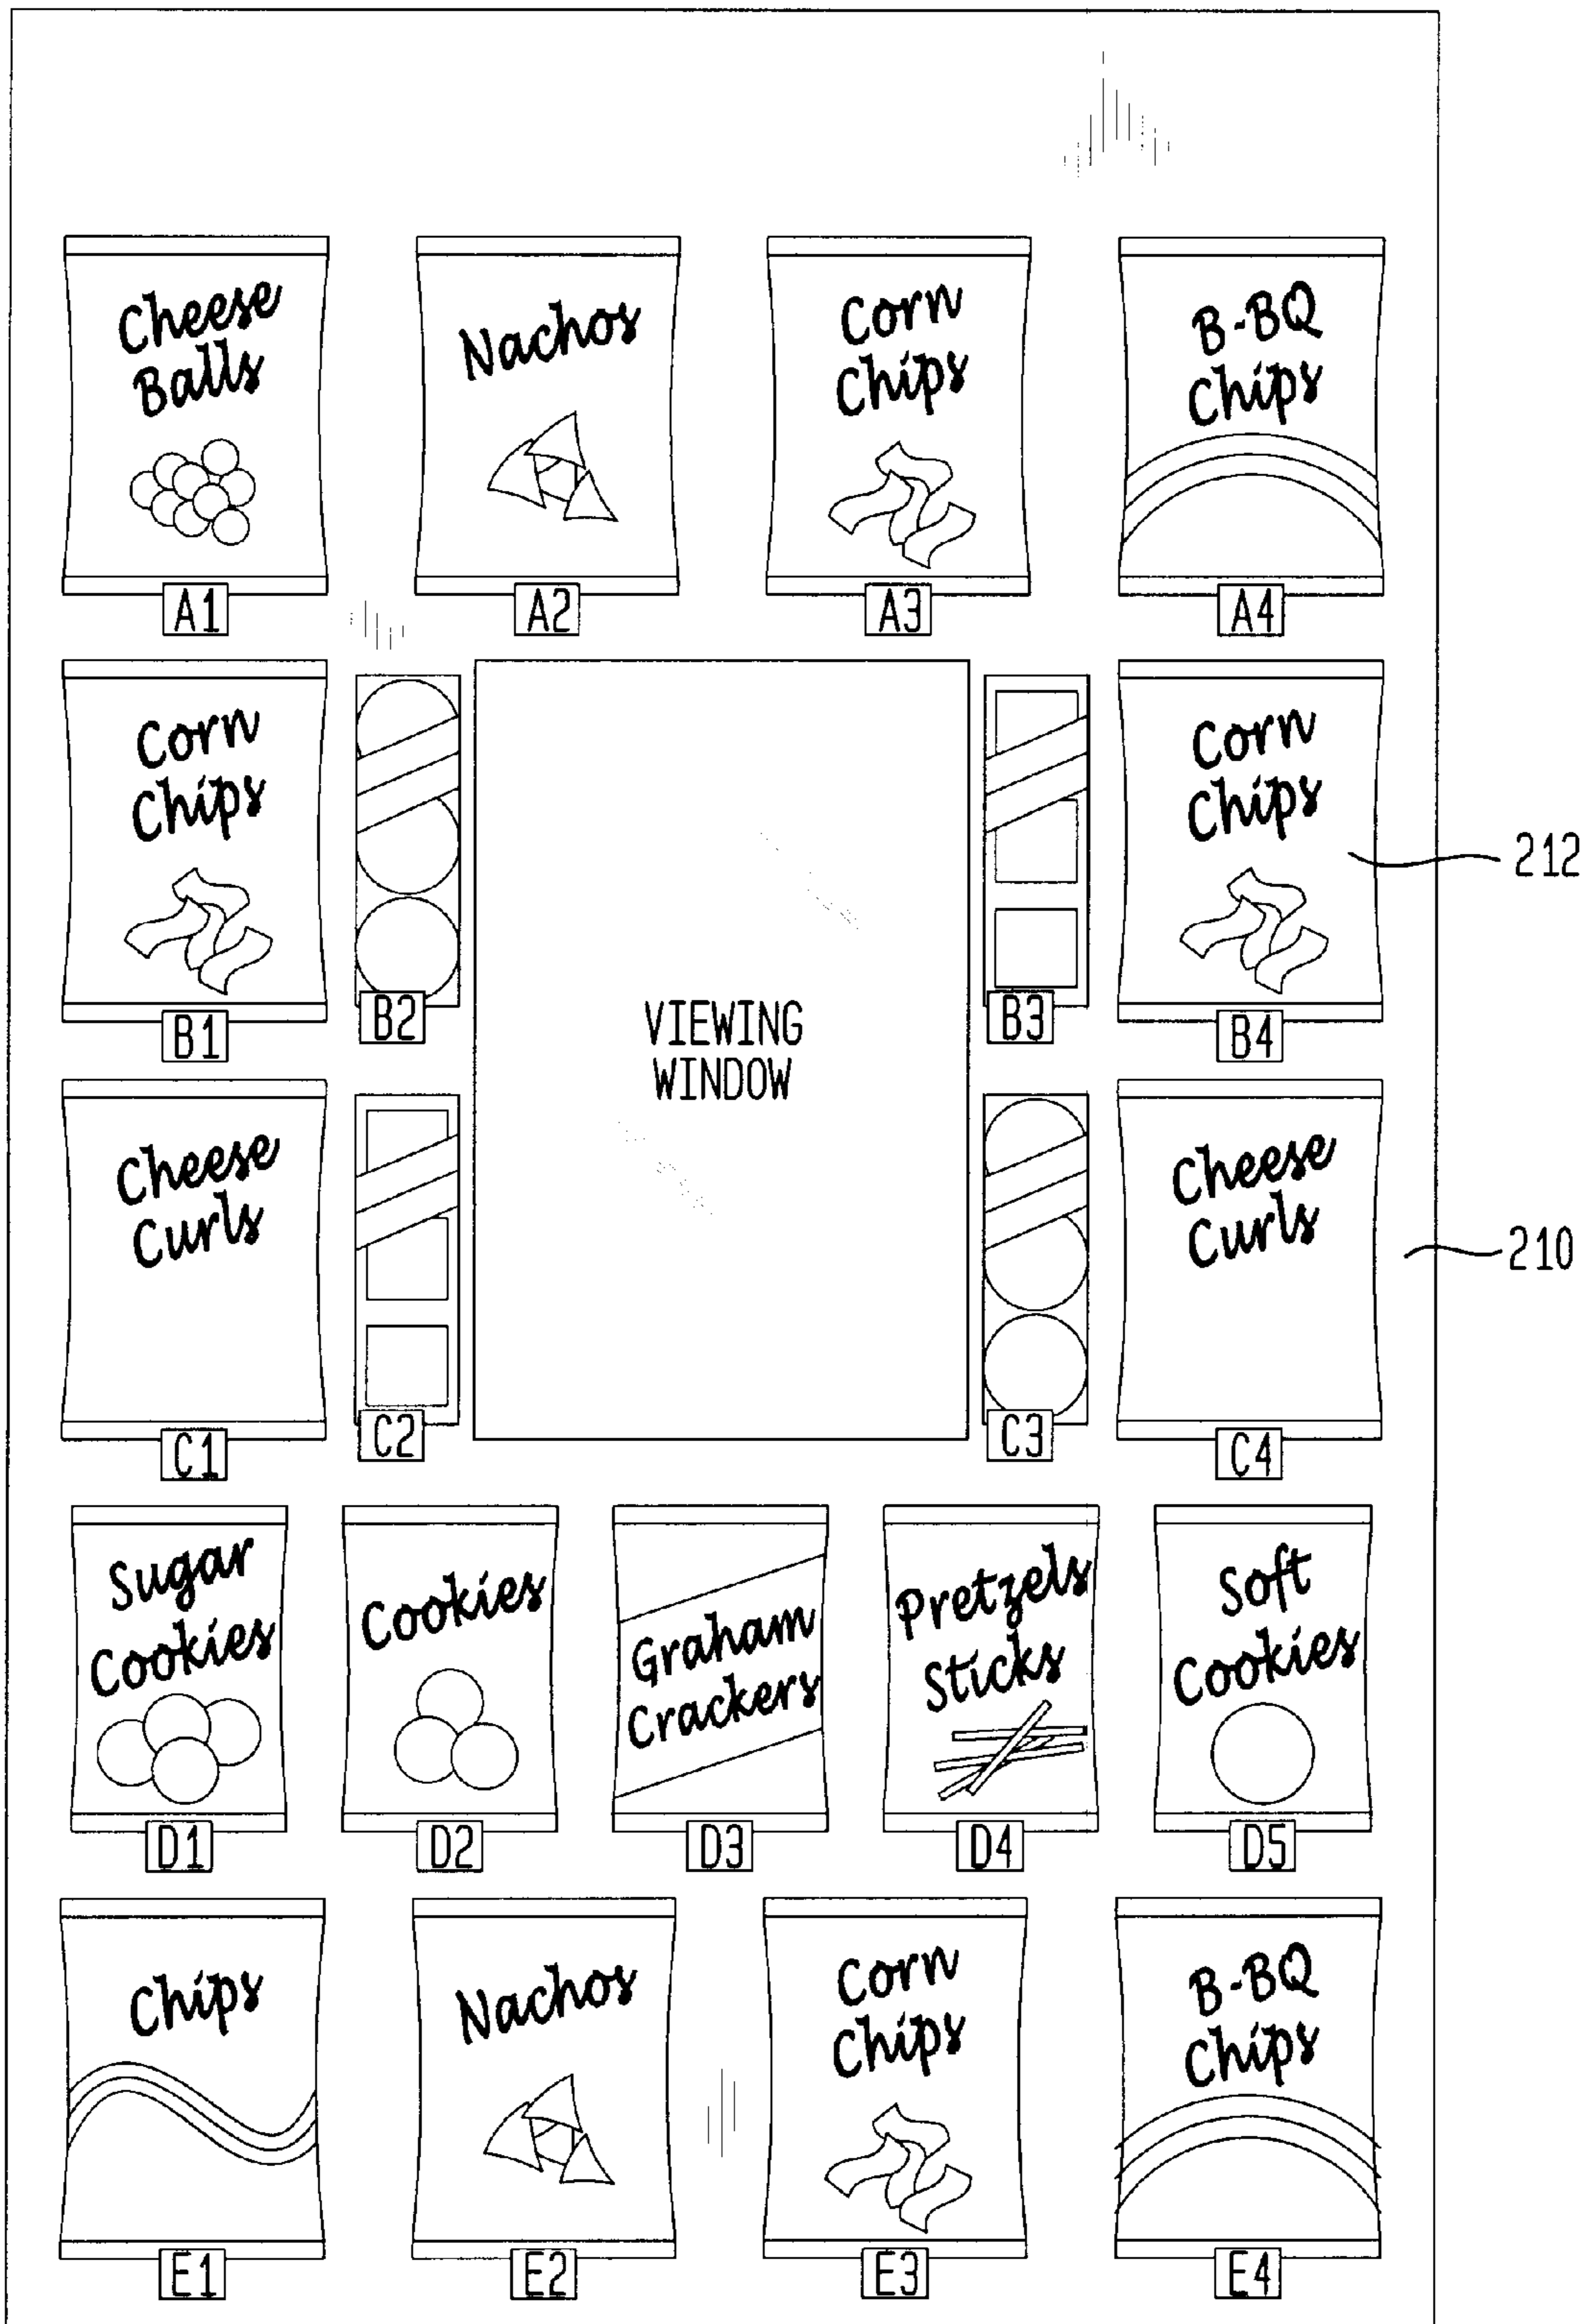 Cheese
Balls
Nachos
Corn
Chips
B-BQ
Chips
A1
A2
A3
A4
Corn
Chips
Corn
Chips
212
VIEWING
WINDOW
B1
B2
B3
B4
Cheese
Curls
Cheese
Curls
210
C1
C2
C3
C4
Sugar
Cookies
Cookies
Graham
Crackers
Pretzels
Sticks
Soft
Cookies
D1
D2
D3
D4
D5
Chips
Nachos
Corn
Chips
B-BQ
Chips
E1
E2
E3
E4